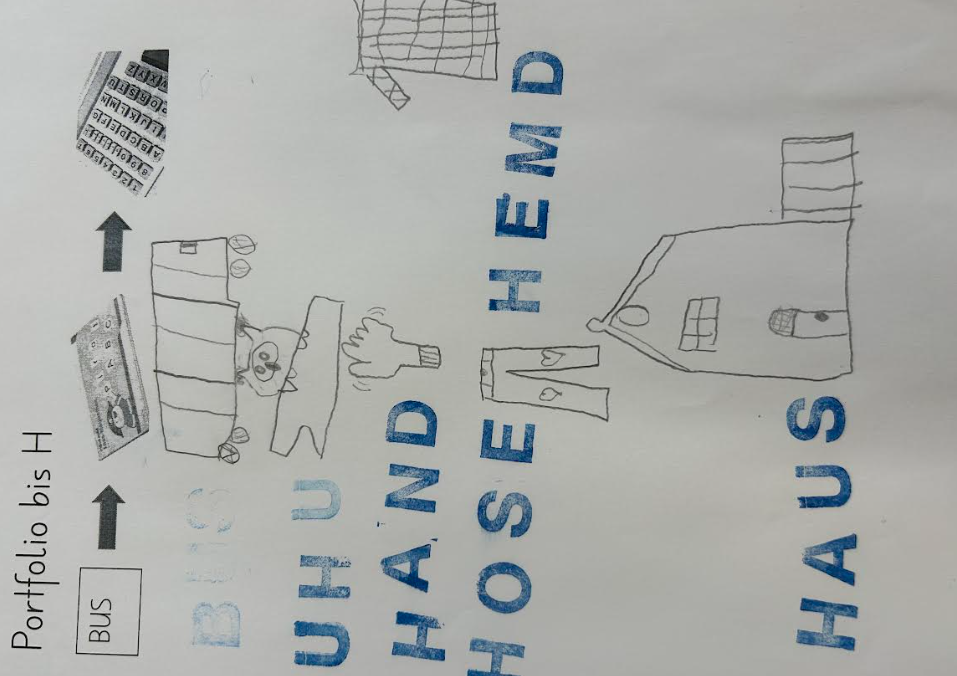 Portfolio bis H
BUS
BUS
UHU
HAND
HOSE HEMD
HAUS